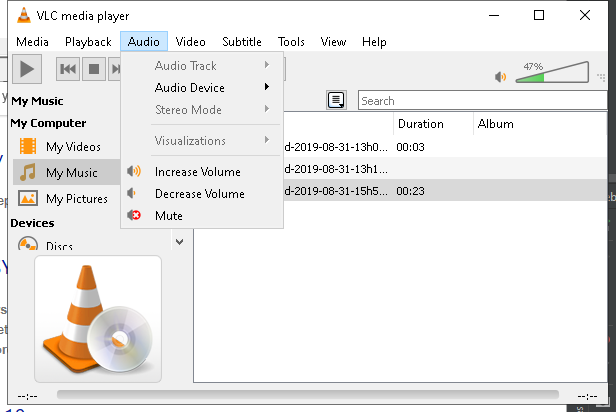 VLC media player
Media Playback Audio Video Subtitle Tools View Help
Audio Track
Audio Device
Stereo Mode
Visualizations
Increase Volume
Decrease Volume
Mute
47%
My Music
My Computer
My Videos
My Music
My Pictures
Devices
Discs
Search
Duration Album
d-2019-08-31-13h0... 00:03
d-2019-08-31-13h1...
d-2019-08-31-15h5... 00:23
--:-- --:--